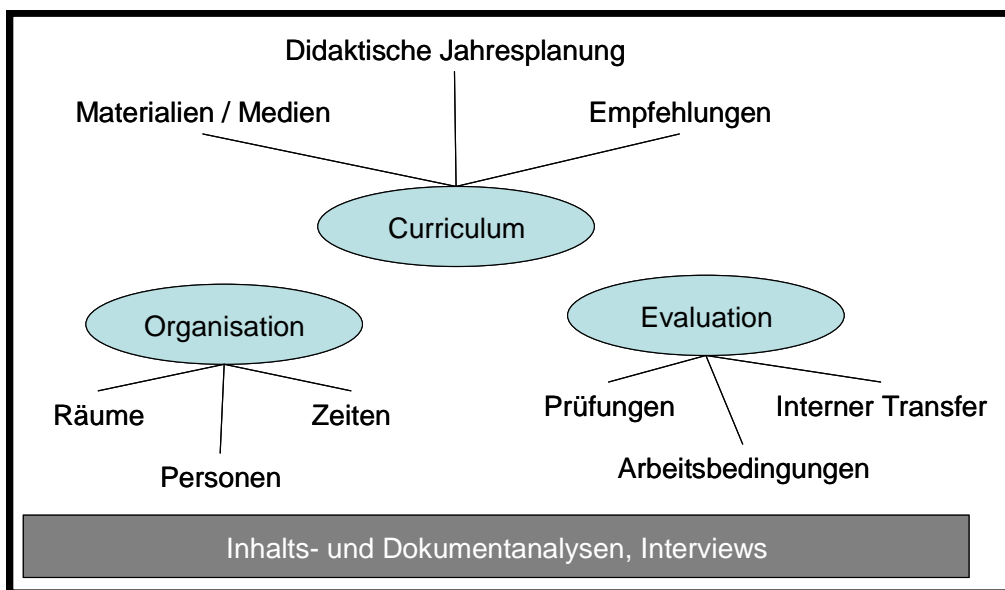 Didaktische Jahresplanung
Materialien / Medien
Empfehlungen
Curriculum
Organisation
Evaluation
Räume
Zeiten
Personen
Prüfungen
Interner Transfer
Arbeitsbedingungen
Inhalts- und Dokumentanalysen, Interviews